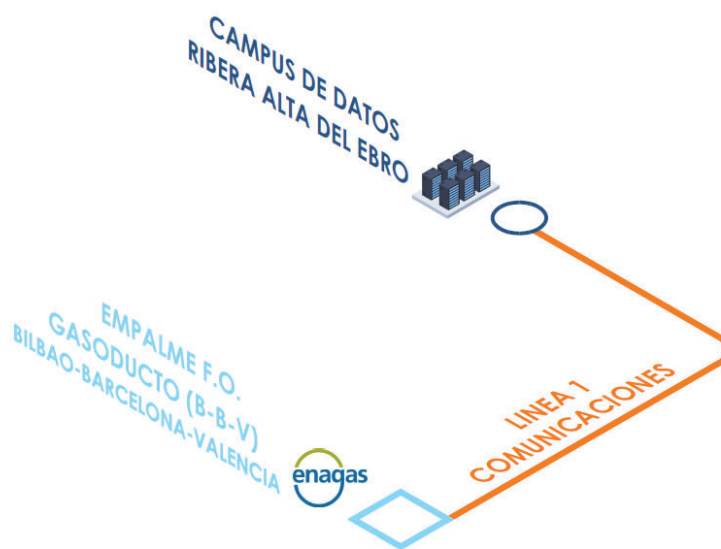 CAMPUS DE DATOS
RIBERA ALTA DEL EBRO
EMPALME F.O.
GASODUCTO (B-B-V)
BILBAO-BARCELONA-VALENCIA
enagas
LINEA 1
COMUNICACIONES